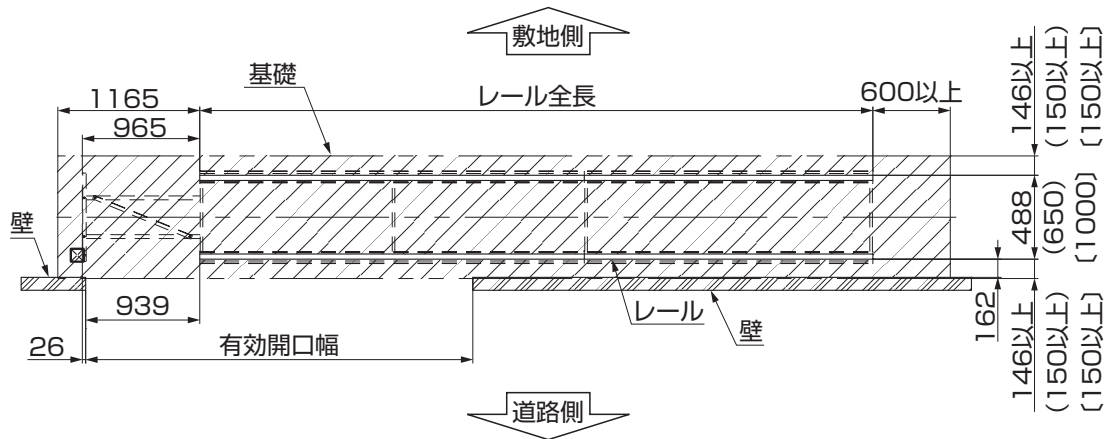 敷地側
基礎
1165
レール全長
600以上
965
146以上
(150以上)
〔150以上〕
壁
488
(650)
〔1000〕
939
レール
壁
162
26
有効開口幅
146以上
(150以上)
〔150以上〕
道路側